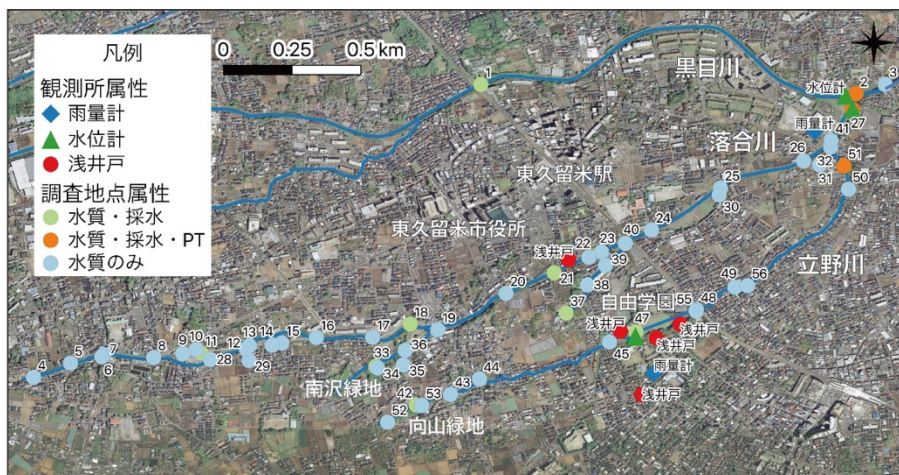 凡例
観測所属性
雨量計
水位計
浅井戸
調査地点属性
水質・採水
水質・採水・PT
水質のみ
0 0.25 0.5 km
1
黒目川
水位計
2
3
27
雨量計
41
落合川
26
32
31
51
50
東久留米駅
25
30
東久留米市役所
浅井戸
22
23
40
24
39
21
38
20
37
自由学園
立野川
49
56
55
48
浅井戸
47
浅井戸
45
浅井戸
雨量計
浅井戸
18
19
17
16
15
14
13
12
11
10
9
8
7
6
5
4
28
29
33
36
34
35
南沢緑地
42
53
43
44
52
向山緑地